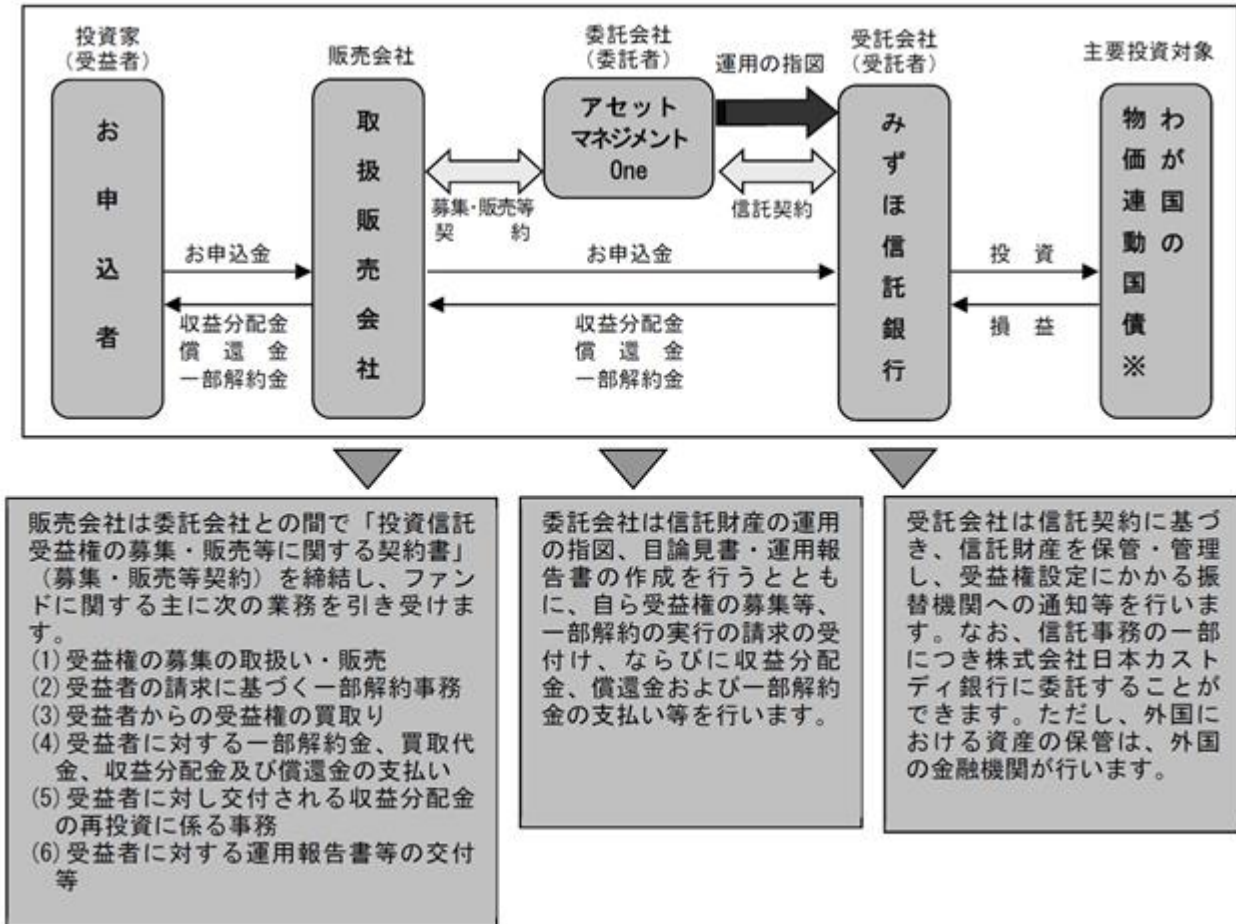 投資家
(受益者)
お申込者
販売会社
取扱販売会社
委託会社
(委託者)
アセット
マネジメント
One
運用の指図
受託会社
(受託者)
みずほ信託銀行
主要投資対象
わが国の
物価連動国債※
募集・販売等
契　　約
信託契約
お申込金
収益分配金
償　還　金
一部解約金
お申込金
収益分配金
償　還　金
一部解約金
投　資
損　益
販売会社は委託会社との間で「投資信託
受益権の募集・販売等に関する契約書」
(募集・販売等契約)を締結し、ファン
ドに関する主に次の業務を引き受けま
す。
(1)受益権の募集の取扱い・販売
(2)受益者の請求に基づく一部解約事務
(3)受益者からの受益権の買取り
(4)受益者に対する一部解約金、買取代
金、収益分配金及び償還金の支払い
(5)受益者に対し交付される収益分配金
の再投資に係る事務
(6)受益者に対する運用報告書等の交付
等
委託会社は信託財産の運用
の指図、目論見書・運用報
告書の作成を行うととも
に、自ら受益権の募集等、
一部解約の実行の請求の受
付け、ならびに収益分配
金、償還金および一部解約
金の支払い等を行います。
受託会社は信託契約に基づ
き、信託財産を保管・管理
し、受益権設定にかかる振
替機関への通知等を行いま
す。なお、信託事務の一部
につき株式会社日本カスト
ディ銀行に委託することが
できます。ただし、外国に
おける資産の保管は、外国
の金融機関が行います。